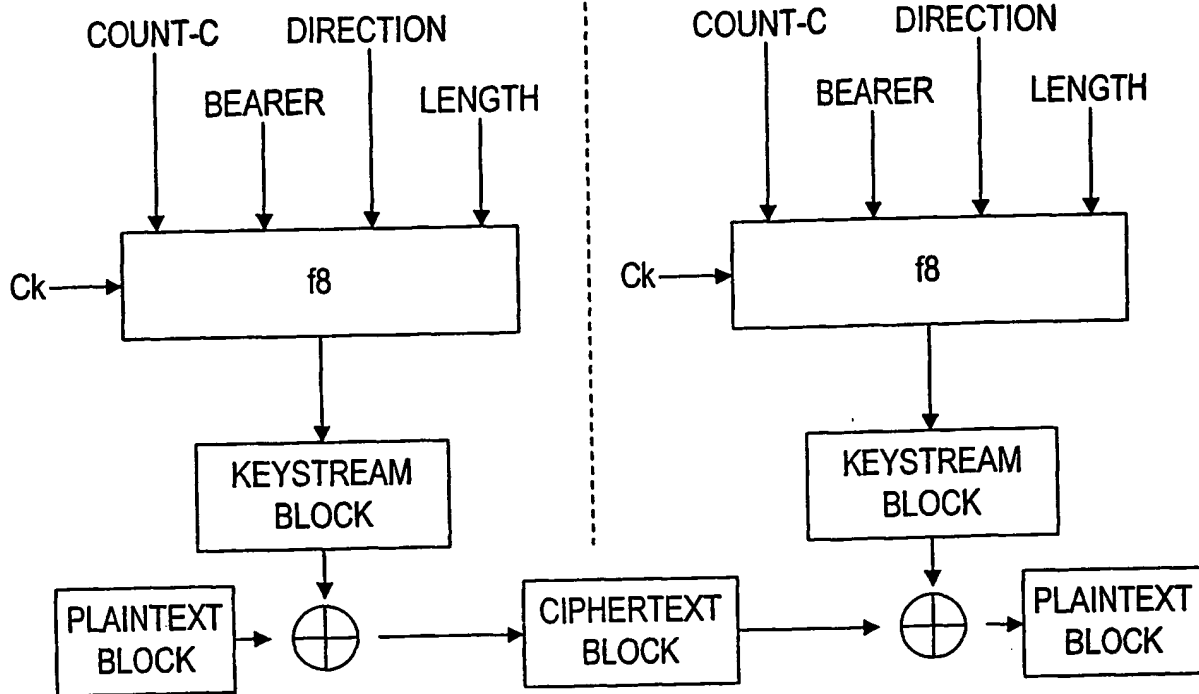 COUNT-C
DIRECTION
BEARER
LENGTH
Ck
f8
KEYSTREAM
BLOCK
PLAINTEXT
BLOCK
COUNT-C
DIRECTION
BEARER
LENGTH
Ck
f8
KEYSTREAM
BLOCK
CIPHERTEXT
BLOCK
PLAINTEXT
BLOCK